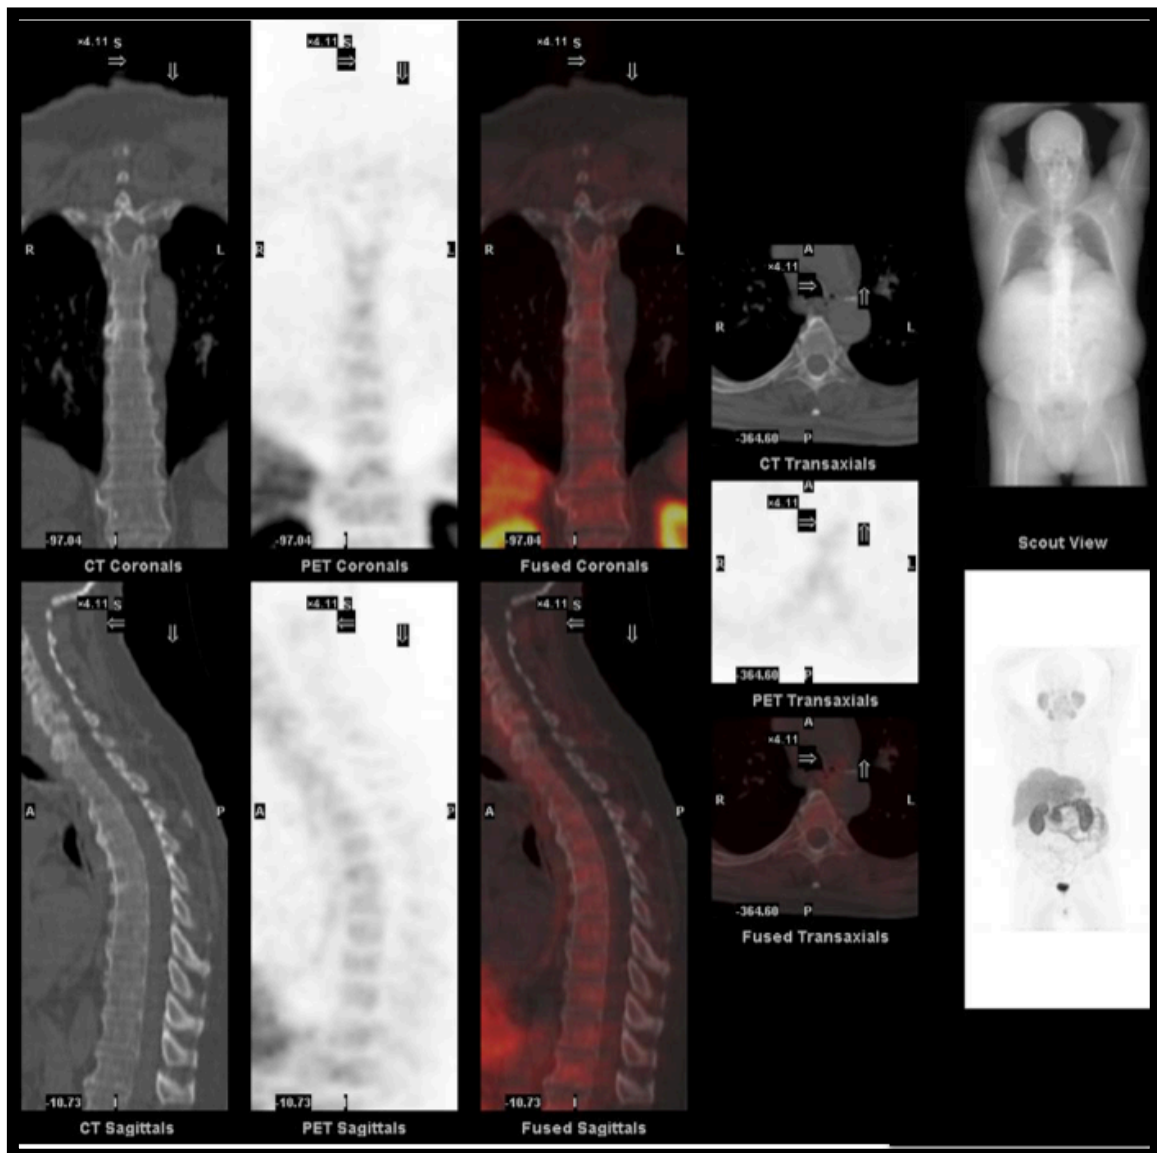 ×4.11 S
×4.11 S
×4.11 S
R L
R L
-97.04 I
-97.04 I
-97.04 I
CT Coronals
PET Coronals
Fused Coronals
A
×4.11
R L
-364.60 P
CT Transaxials
A
×4.11
R L
-364.60 P
PET Transaxials
A
×4.11
R L
-364.60 P
Fused Transaxials
Scout View
×4.11 S
×4.11 S
×4.11 S
A P
A P
A P
-10.73 I
-10.73 I
-10.73 I
CT Sagittals
PET Sagittals
Fused Sagittals